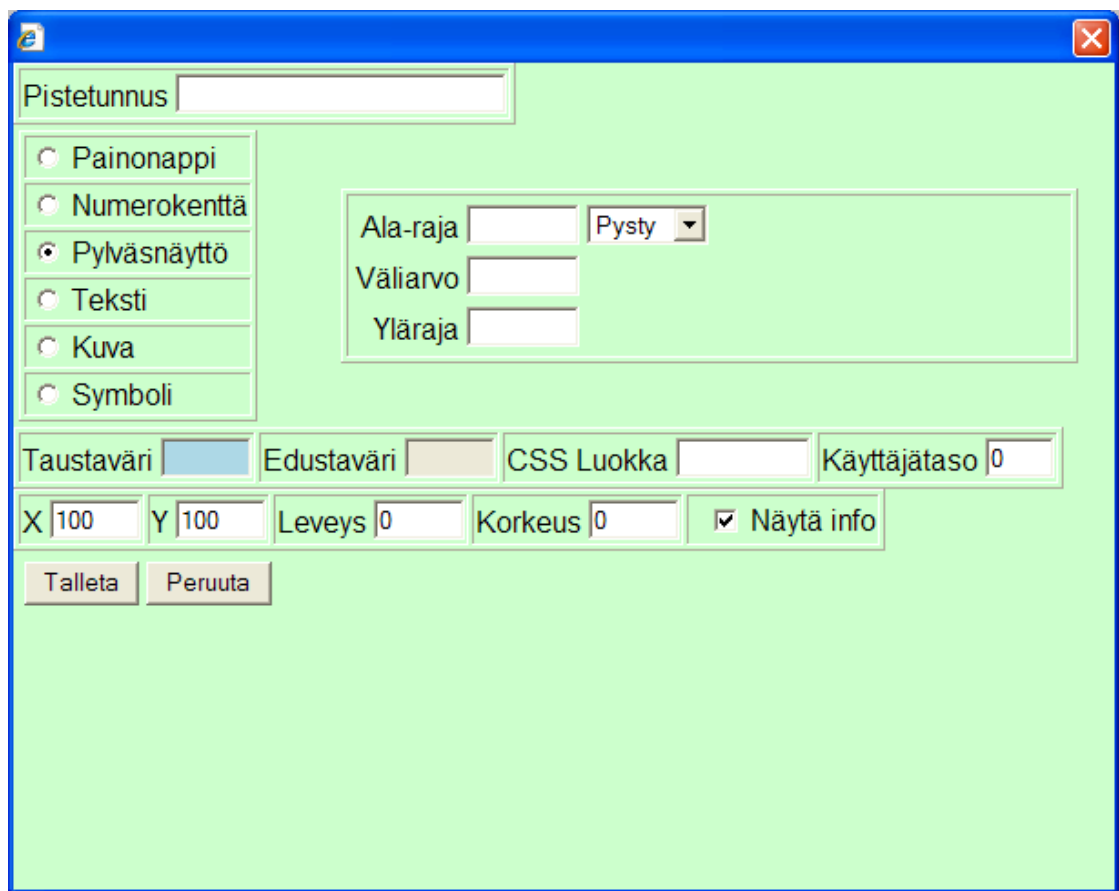 Pistetunnus
Painonappi
Numerokenttä
Pylväsnäyttö
Teksti
Kuva
Symboli
Ala-raja Pysty
Väliarvo
Yläraja
Taustaväri Edustaväri CSS Luokka Käyttäjätaso 0
X 100 Y 100 Leveys 0 Korkeus 0 Näytä info
Talleta Peruuta